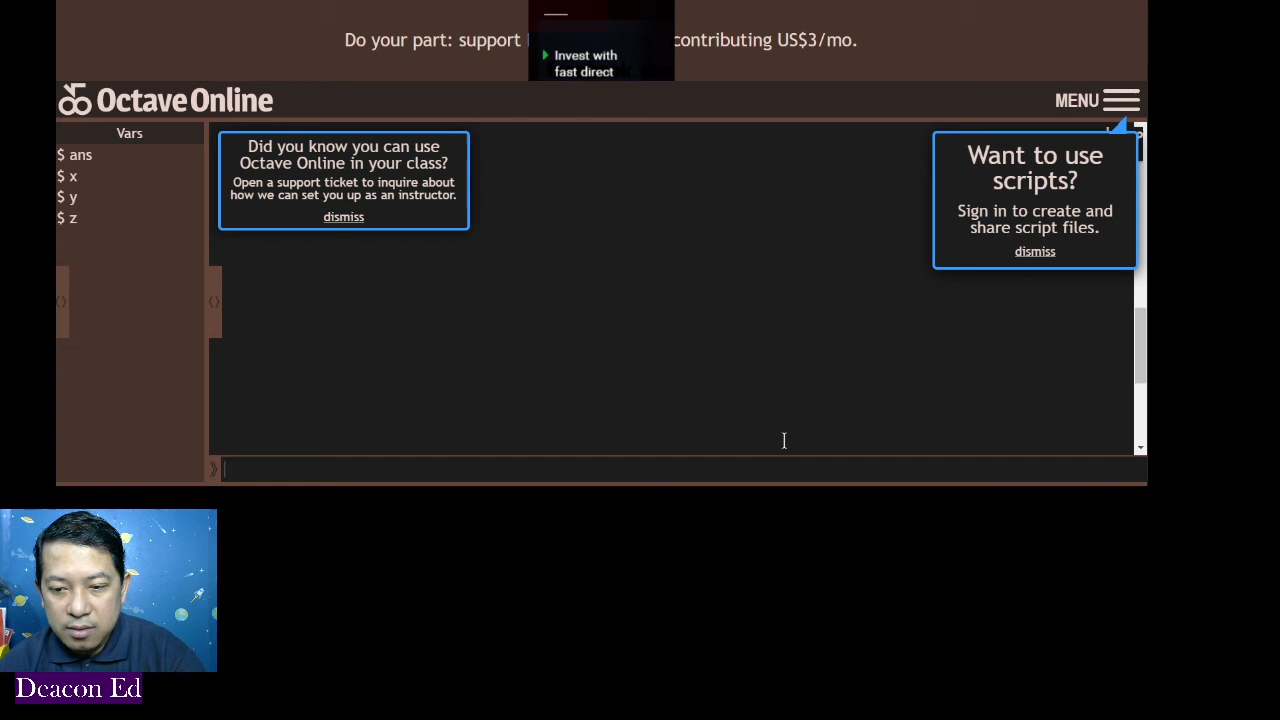 Do your part: support contributing US$3/mo.
Invest with
fast direct
Octave Online
MENU
Vars
$ ans
$ x
$ y
$ z
Did you know you can use
Octave Online in your class?
Open a support ticket to inquire about
how we can set you up as an instructor.
dismiss
Want to use
scripts?
Sign in to create and
share script files.
dismiss
Deacon Ed